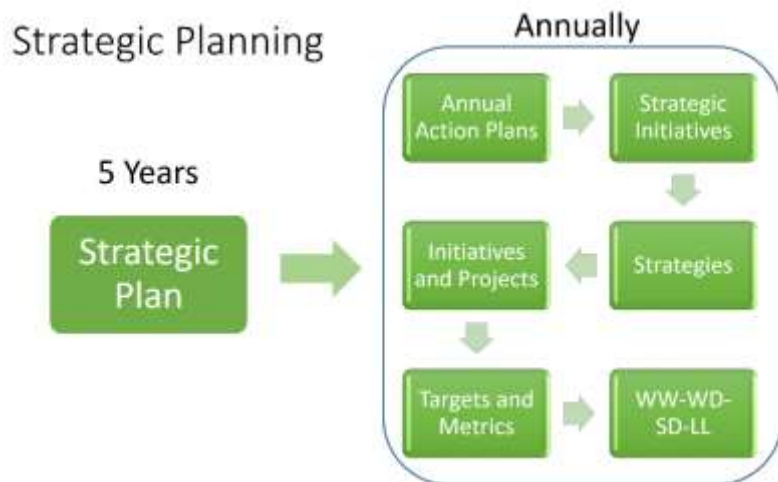 Strategic Planning
Annually
5 Years
Strategic
Plan
Annual
Action Plans
Strategic
Initiatives
Strategies
Initiatives
and Projects
Targets and
Metrics
WW-WD-
SD-LL